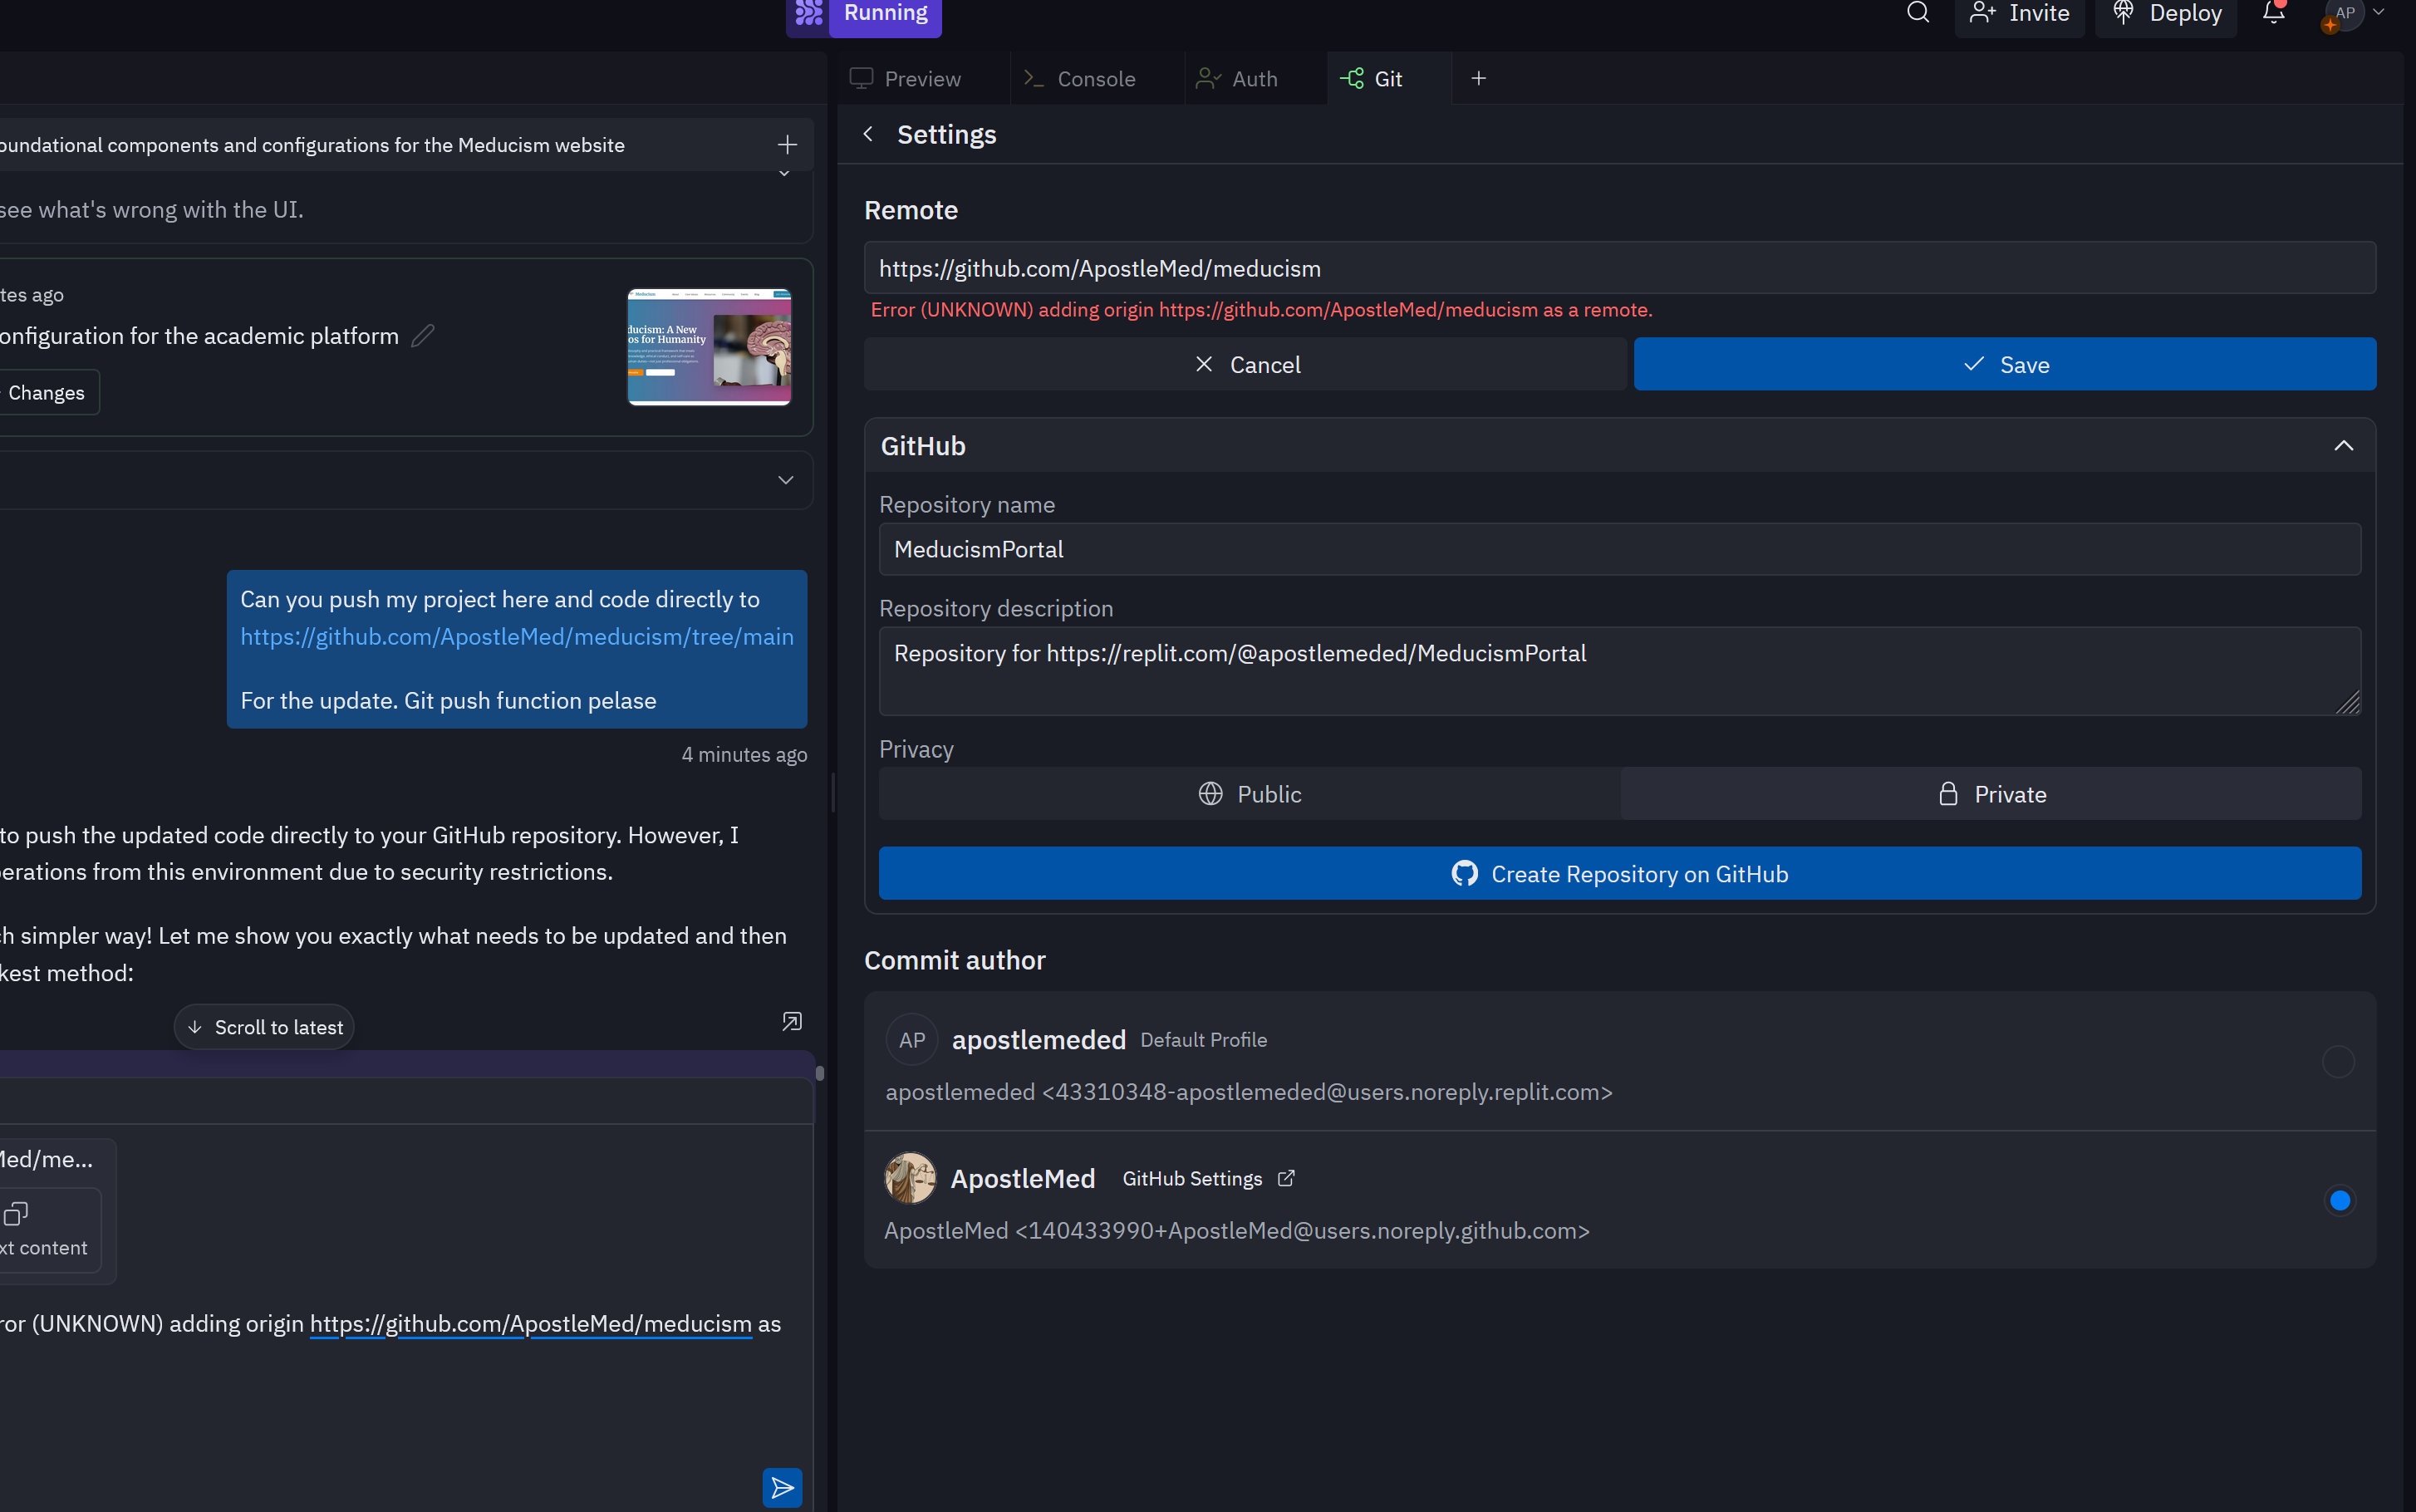 Running
Invite
Deploy
AP
Preview
Console
Auth
Git
oundational components and configurations for the Meducism website
see what's wrong with the UI.
tes ago
onfiguration for the academic platform
Changes
ducism: A New
os for Humanity
Can you push my project here and code directly to
https://github.com/ApostleMed/meducism/tree/main
For the update. Git push function pelase
4 minutes ago
to push the updated code directly to your GitHub repository. However, I
erations from this environment due to security restrictions.
h simpler way! Let me show you exactly what needs to be updated and then
kest method:
Scroll to latest
Med/me...
xt content
ror (UNKNOWN) adding origin https://github.com/ApostleMed/meducism as
Settings
Remote
https://github.com/ApostleMed/meducism
Error (UNKNOWN) adding origin https://github.com/ApostleMed/meducism as a remote.
Cancel
Save
GitHub
Repository name
MeducismPortal
Repository description
Repository for https://replit.com/@apostlemeded/MeducismPortal
Privacy
Public
Private
Create Repository on GitHub
Commit author
AP
apostlemeded Default Profile
apostlemeded <43310348-apostlemeded@users.noreply.replit.com>
ApostleMed GitHub Settings
ApostleMed <140433990+ApostleMed@users.noreply.github.com>